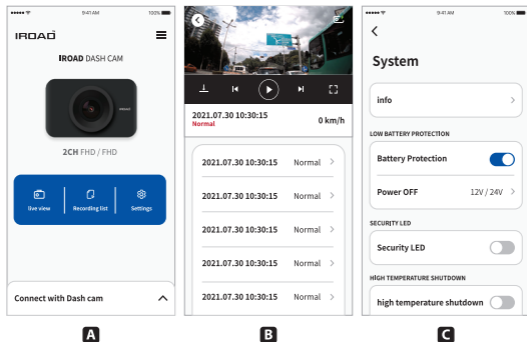 9:41 AM
100%
IROAD
IROAD DASH CAM
2CH FHD / FHD
live view
Recording list
Settings
Connect with Dash cam
A
2021.07.30 10:30:15
Normal
0 km/h
2021.07.30 10:30:15 Normal
2021.07.30 10:30:15 Normal
2021.07.30 10:30:15 Normal
2021.07.30 10:30:15 Normal
2021.07.30 10:30:15 Normal
B
9:41 AM
100%
System
info
LOW BATTERY PROTECTION
Battery Protection
Power OFF 12V / 24V
SECURITY LED
Security LED
HIGH TEMPERATURE SHUTDOWN
high temperature shutdown
C